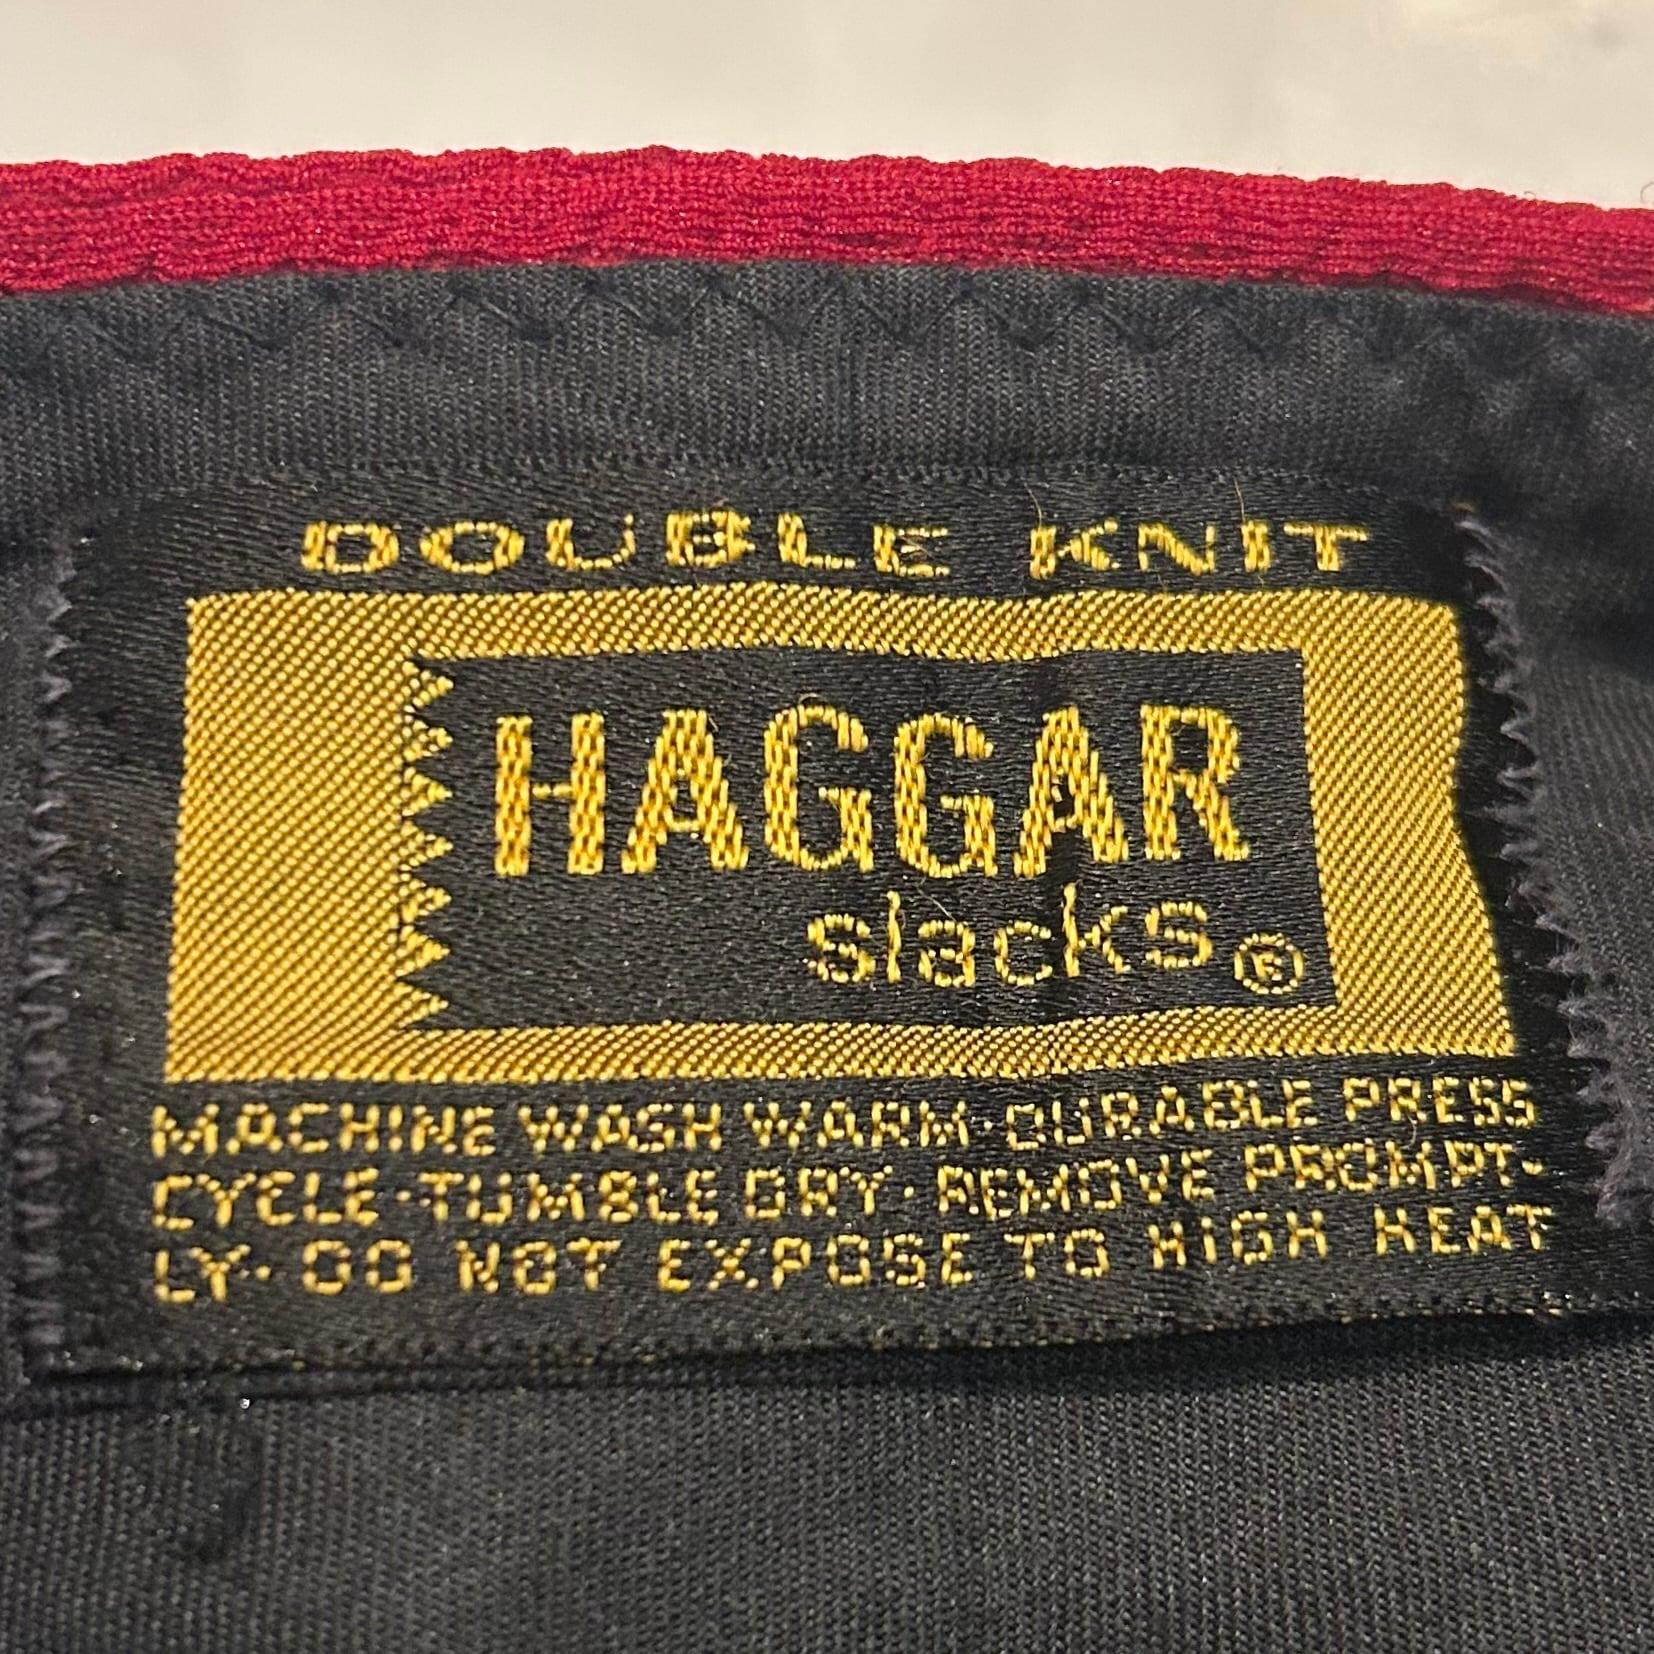 DOUBLE KNIT
HAGGAR
slacks®
MACHINE WASH WARM·DURABLE PRESS
CYCLE·TUMBLE DRY·REMOVE PROMPT-
LY·DO NOT EXPOSE TO HIGH HEAT